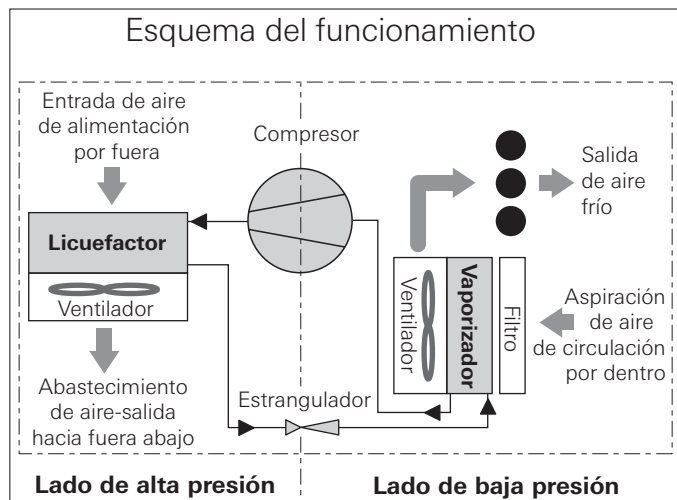 Esquema del funcionamiento
Entrada de aire
de alimentación
por fuera
Compresor
Salida
de aire
frío
Licuefactor
Ventilador
Ventilador
Vaporizador
Filtro
Aspiración
de aire
de circulación
por dentro
Abastecimiento
de aire-salida
hacia fuera abajo
Estrangulador
Lado de alta presión
Lado de baja presión